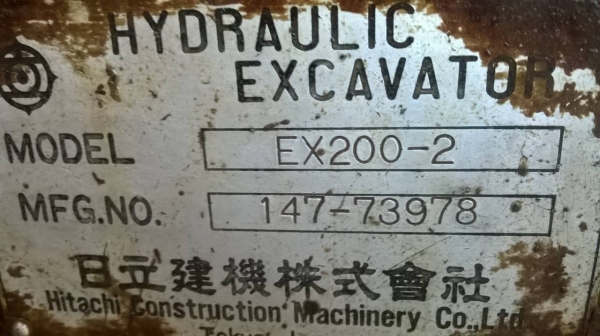 HYDRAULIC
EXCAVATOR
MODEL EX200-2
MFG.NO. 147-73978
日立建機株式會社
Hitachi Construction Machinery Co.,Ltd